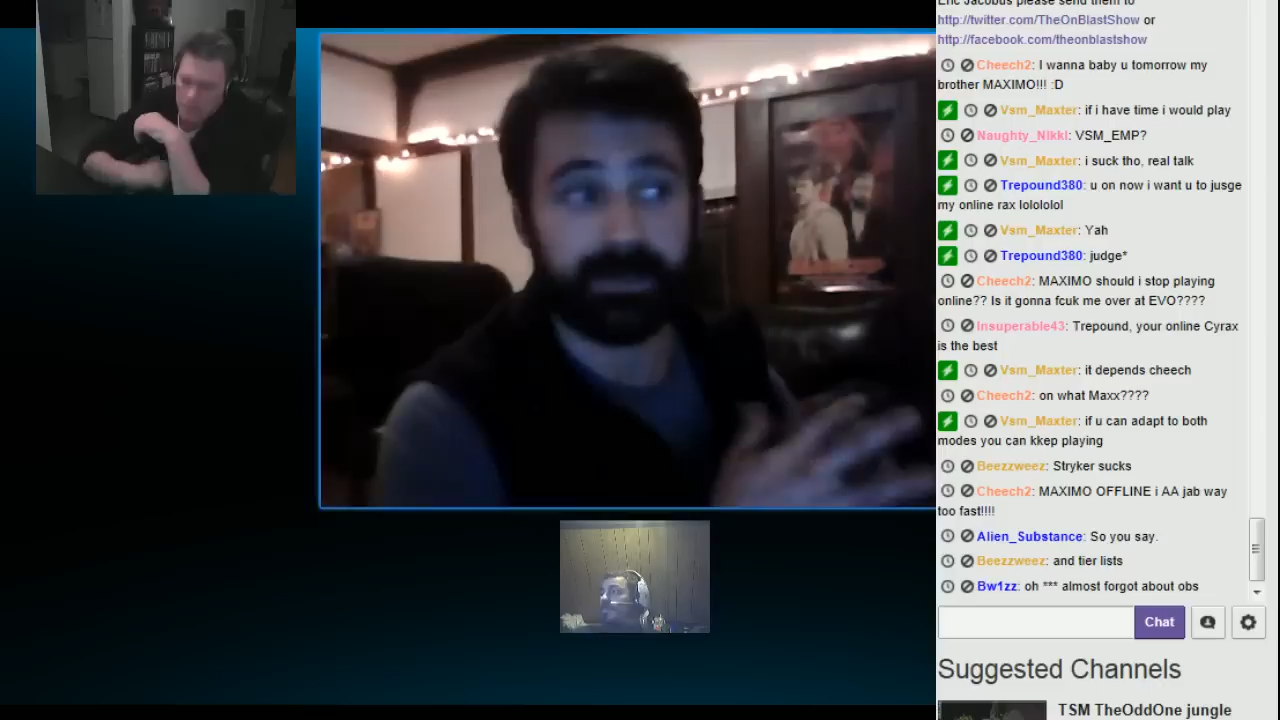 Eric Jacobus please send them to
http://twitter.com/TheOnBlastShow or
http://facebook.com/theonblastshow
Cheech2: I wanna baby u tomorrow my
brother MAXIMO!!! :D
Vsm_Maxter: if i have time i would play
Naughty_Nikki: VSM_EMP?
Vsm_Maxter: i suck tho, real talk
Trepound380: u on now i want u to jusge
my online rax lolololol
Vsm_Maxter: Yah
Trepound380: judge*
Cheech2: MAXIMO should i stop playing
online?? Is it gonna fcuk me over at EVO????
Insuperable43: Trepound, your online Cyrax
is the best
Vsm_Maxter: it depends cheech
Cheech2: on what Maxx????
Vsm_Maxter: if u can adapt to both
modes you can kkep playing
Beezzweez: Stryker sucks
Cheech2: MAXIMO OFFLINE i AA jab way
too fast!!!!
Alien_Substance: So you say.
Beezzweez: and tier lists
Bw1zz: oh *** almost forgot about obs
Chat
Suggested Channels
TSM TheOddOne jungle